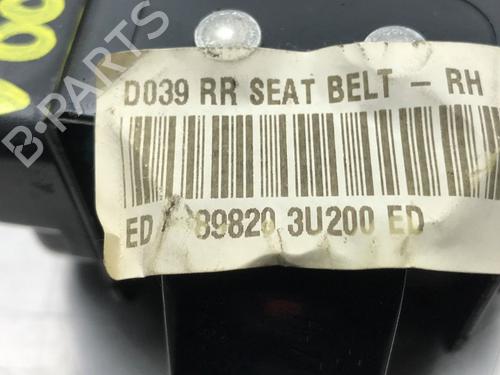 D039 RR SEAT BELT - RH
ED 89820 3U200 ED
B-PARTS